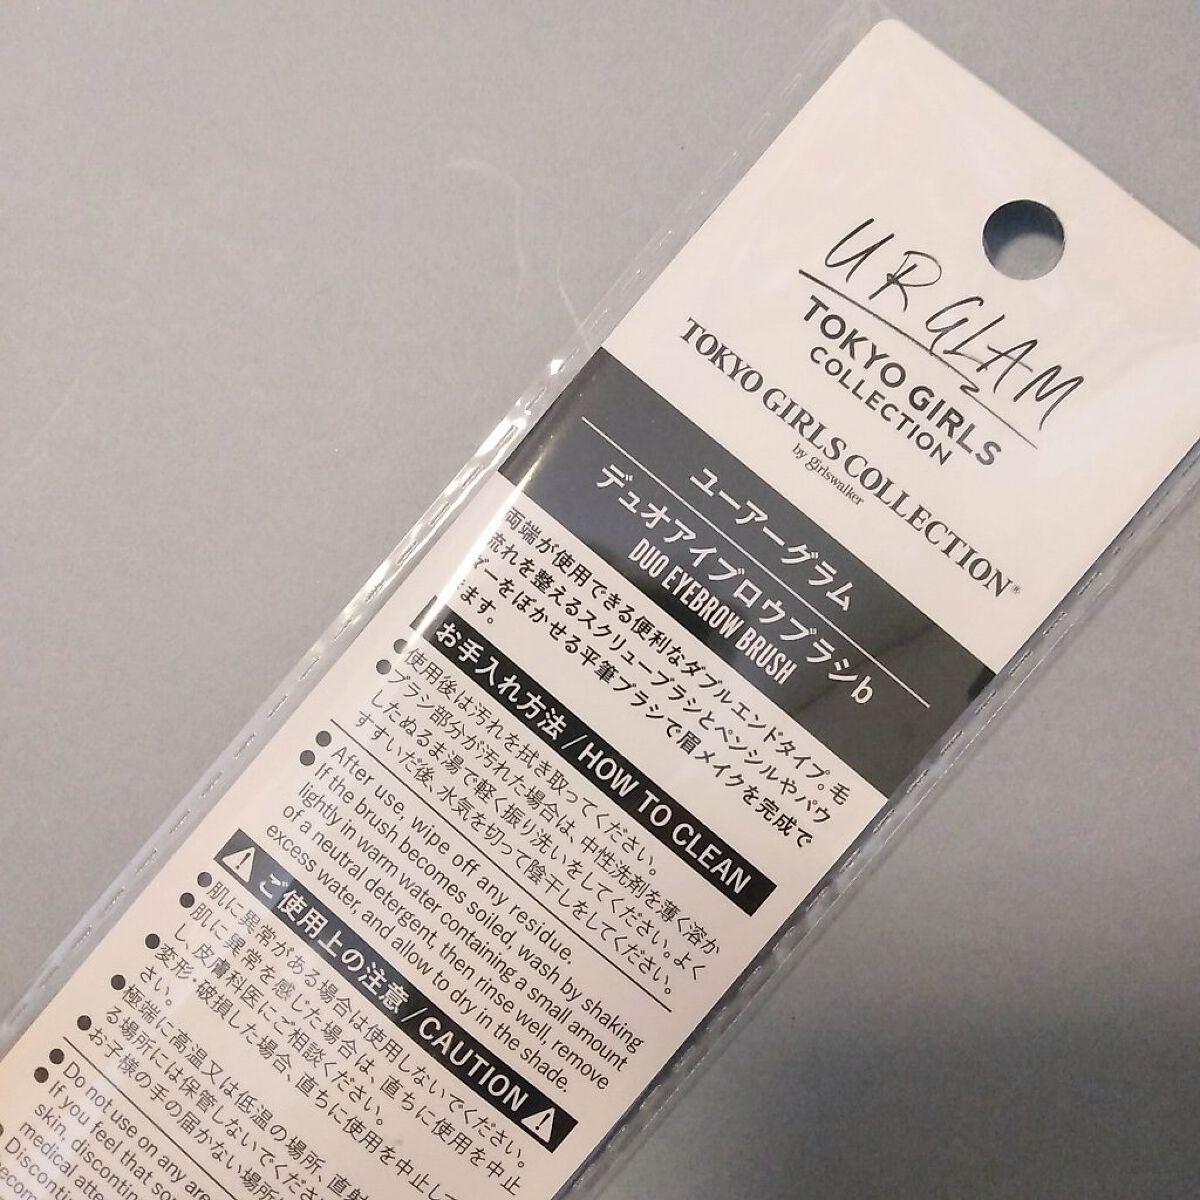 UR GLAM
TOKYO GIRLS
COLLECTION
TOKYO GIRLS COLLECTION®
by girlswalker
ユーアーグラム
デュオアイブロウブラシb
DUO EYEBROW BRUSH
両端が使用できる便利なダブルエンドタイプ。毛
流れを整えるスクリューブラシとペンシルやパウ
ダーをぼかせる平筆ブラシで眉メイクを完成で
きます。
お手入れ方法 / HOW TO CLEAN
●使用後は汚れを拭き取ってください。
●ブラシ部分が汚れた場合は、中性洗剤を薄く溶か
したぬるま湯で軽く振り洗いをしてください。よく
すすいだ後、水気を切って陰干しをしてください。
●After use, wipe off any residue.
●If the brush becomes soiled, wash by shaking
lightly in warm water containing a small amount
of a neutral detergent, then rinse well, remove
excess water, and allow to dry in the shade.
⚠ ご使用上の注意 / CAUTION ⚠
●肌に異常がある場合は使用しないでください。
●肌に異常を感じた場合は、直ちに使用を中止
し、皮膚科医にご相談ください。
●変形・破損した場合、直ちに使用を中止して
さい。
●極端に高温又は低温の場所、直射
る場所には保管しないでくださ
●お子様の手の届かない場所
●Do not use on any are
●If you feel that so
skin, discontin
medical atte
●Discontin